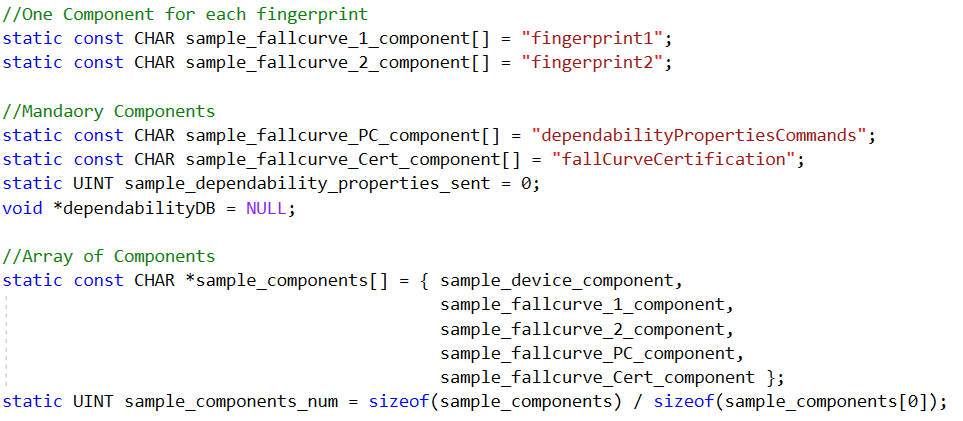 //One Component for each fingerprint
static const CHAR sample_fallcurve_1_component[] = "fingerprint1";
static const CHAR sample_fallcurve_2_component[] = "fingerprint2";
//Mandaory Components
static const CHAR sample_fallcurve_PC_component[] = "dependabilityPropertiesCommands";
static const CHAR sample_fallcurve_Cert_component[] = "fallCurveCertification";
static UINT sample_dependability_properties_sent = 0;
void *dependabilityDB = NULL;
//Array of Components
static const CHAR *sample_components[] = { sample_device_component,
sample_fallcurve_1_component,
sample_fallcurve_2_component,
sample_fallcurve_PC_component,
sample_fallcurve_Cert_component };
static UINT sample_components_num = sizeof(sample_components) / sizeof(sample_components[0]);